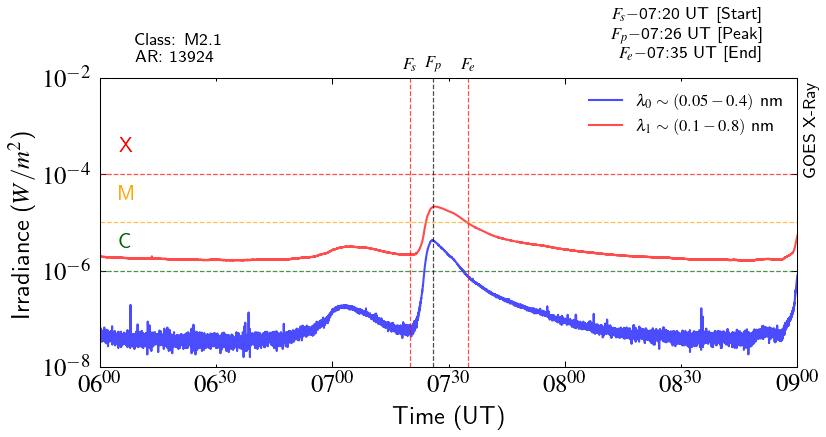 Fₛ−07:20 UT [Start]
Class: M2.1
Fₚ−07:26 UT [Peak]
AR: 13924
Fₑ−07:35 UT [End]
Fₛ Fₚ Fₑ
10⁻²
λ₀ ∼ (0.05 − 0.4) nm
λ₁ ∼ (0.1 − 0.8) nm
GOES X-Ray
X
10⁻⁴
M
C
10⁻⁶
10⁻⁸
Irradiance (W/m²)
06⁰⁰ 06³⁰ 07⁰⁰ 07³⁰ 08⁰⁰ 08³⁰ 09⁰⁰
Time (UT)